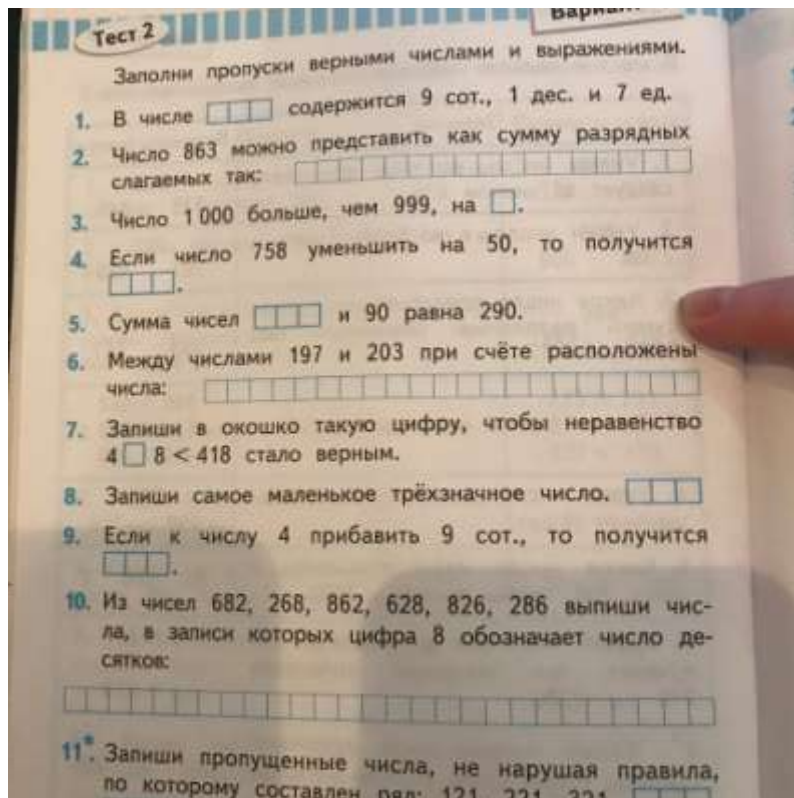 Тест 2
Заполни пропуски верными числами и выражениями.
1. В числе содержится 9 сот., 1 дес. и 7 ед.
2. Число 863 можно представить как сумму разрядных
слагаемых так:
3. Число 1 000 больше, чем 999, на .
4. Если число 758 уменьшить на 50, то получится
.
5. Сумма чисел и 90 равна 290.
6. Между числами 197 и 203 при счёте расположены
числа:
7. Запиши в окошко такую цифру, чтобы неравенство
4 8 < 418 стало верным.
8. Запиши самое маленькое трёхзначное число.
9. Если к числу 4 прибавить 9 сот., то получится
.
10. Из чисел 682, 268, 862, 628, 826, 286 выпиши чис-
ла, в записи которых цифра 8 обозначает число де-
сятков:
11*. Запиши пропущенные числа, не нарушая правила,
по которому составлен ряд: 121, 221, 321,